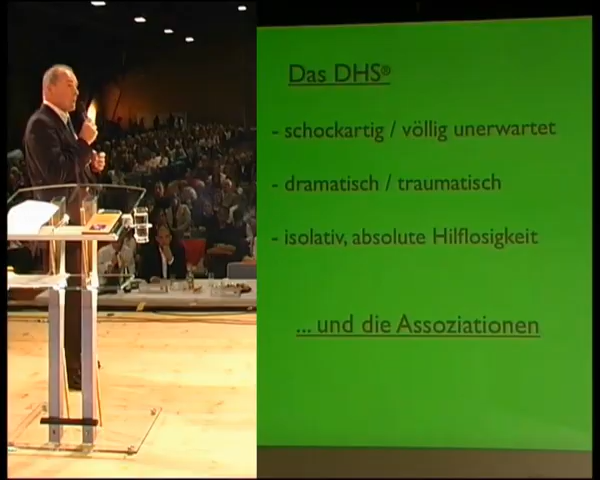 Das DHS®
- schockartig / völlig unerwartet
- dramatisch / traumatisch
- isolativ, absolute Hilflosigkeit
... und die Assoziationen